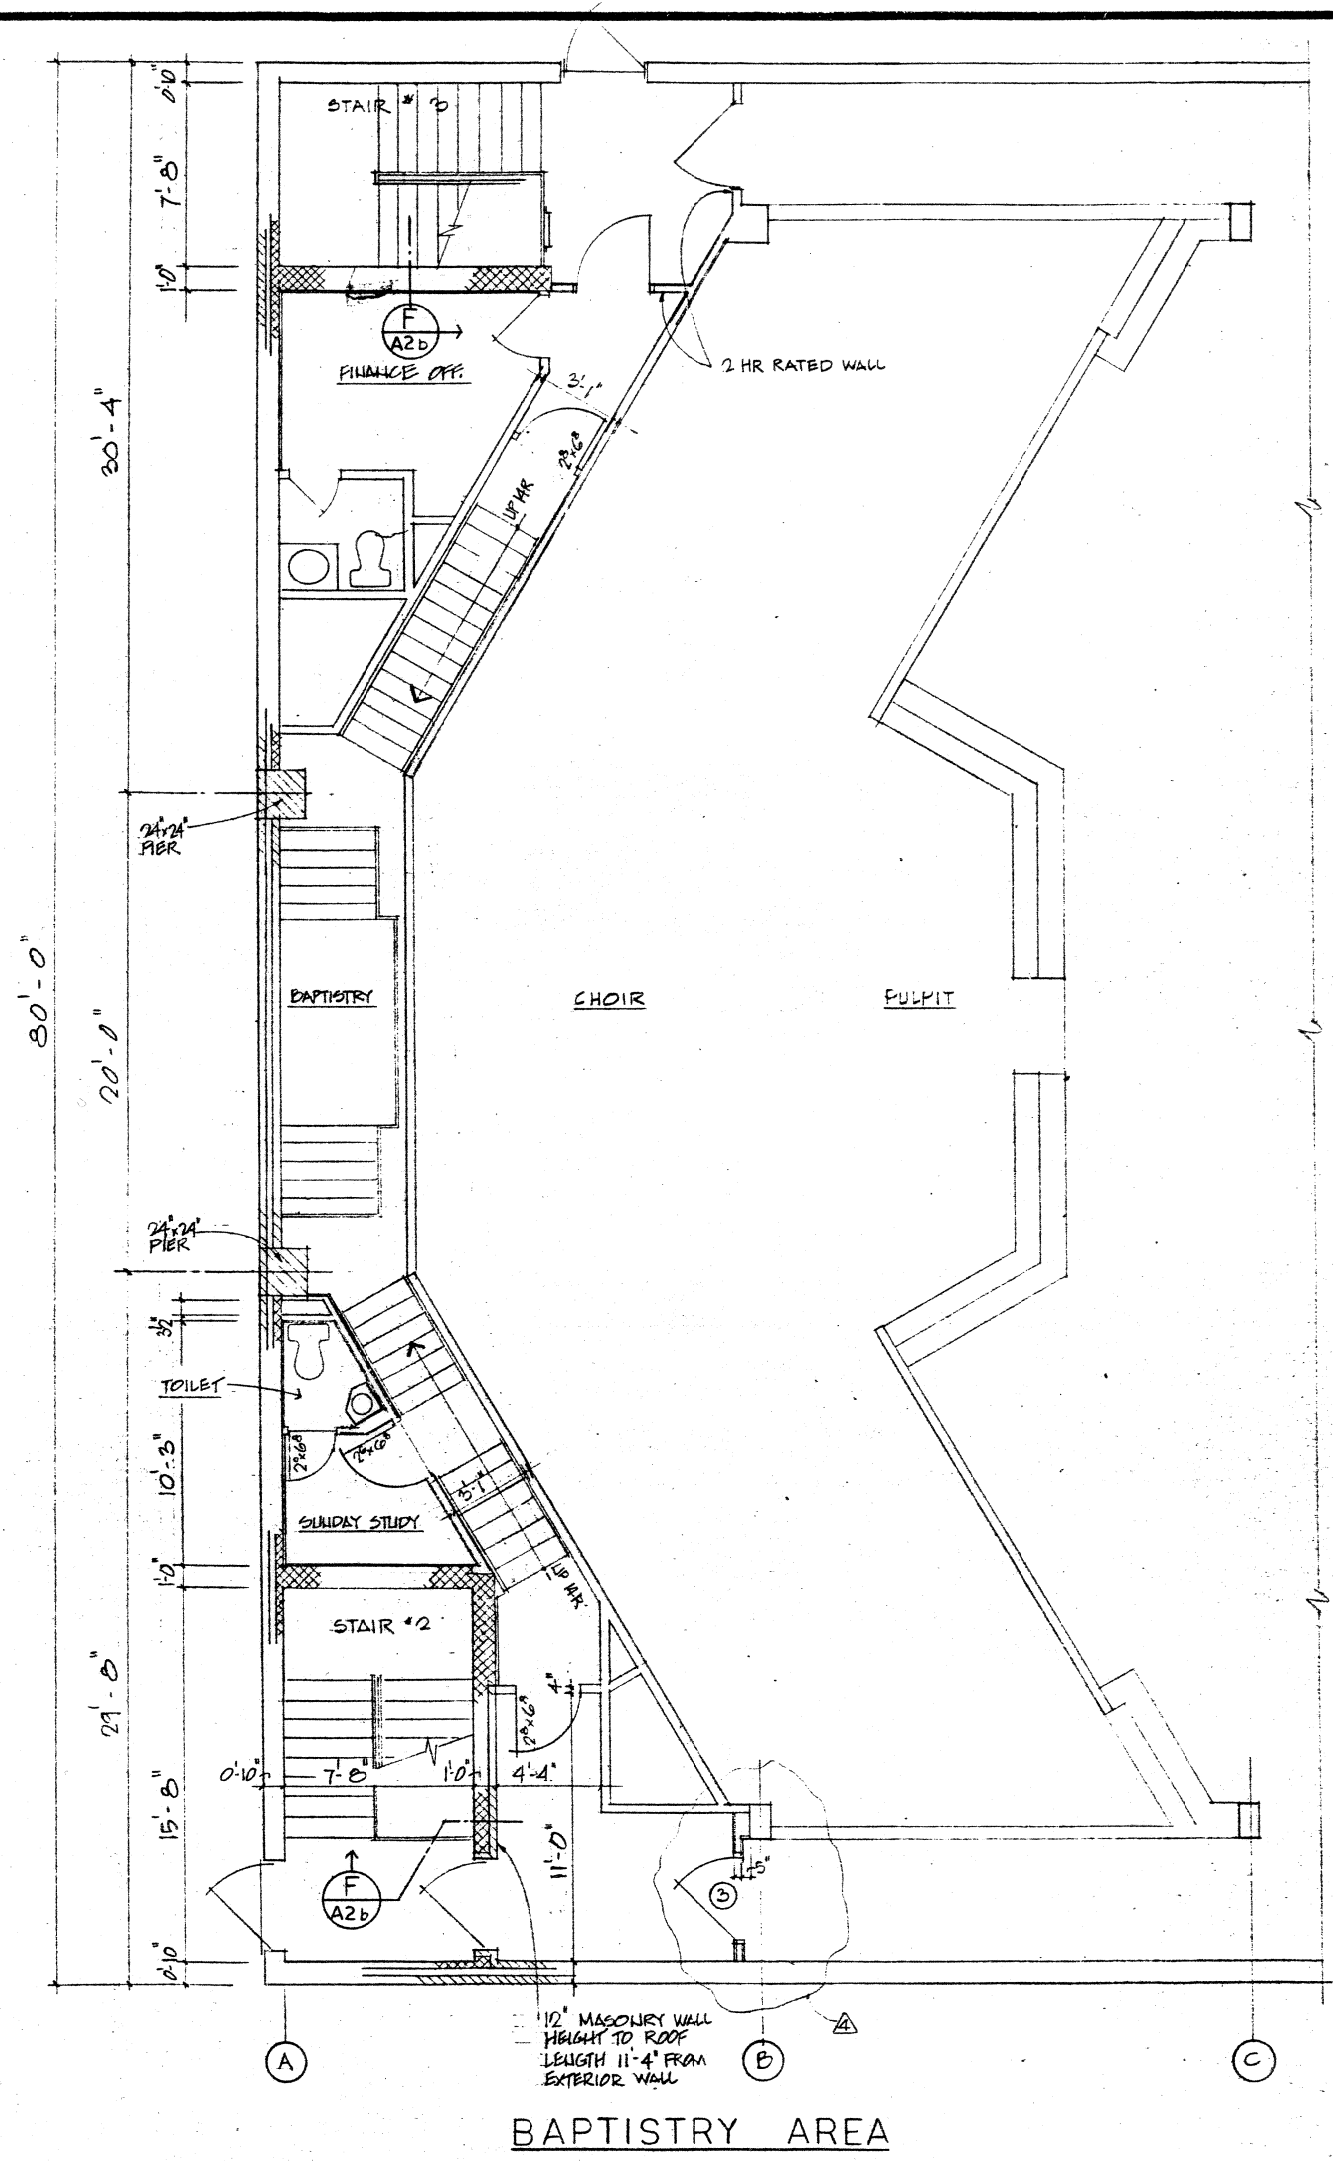 STAIR # 3
0'-10"
7'-8"
1'-0"
F
A2b
FINANCE OFF.
2 HR RATED WALL
3'-1"
2⁸x6⁸
UP 14R
30'-4"
24"x24"
PIER
80'-0"
BAPTISTRY
CHOIR
PULPIT
20'-0"
24"x24"
PIER
3½"
TOILET
2⁰x6⁸
2⁶x6⁸
10'-3"
3'-1"
SUNDAY STUDY
1'-0"
UP 14R.
STAIR #2
29'-8"
4"
2⁸x6⁸
0'-10"
7'-8"
1'-0"
4'-4"
15'-8"
11'-0"
5"
3
F
A2b
0'-10"
12" MASONRY WALL
HEIGHT TO ROOF
LENGTH 11'-4" FROM
EXTERIOR WALL
4
A
B
C
BAPTISTRY AREA